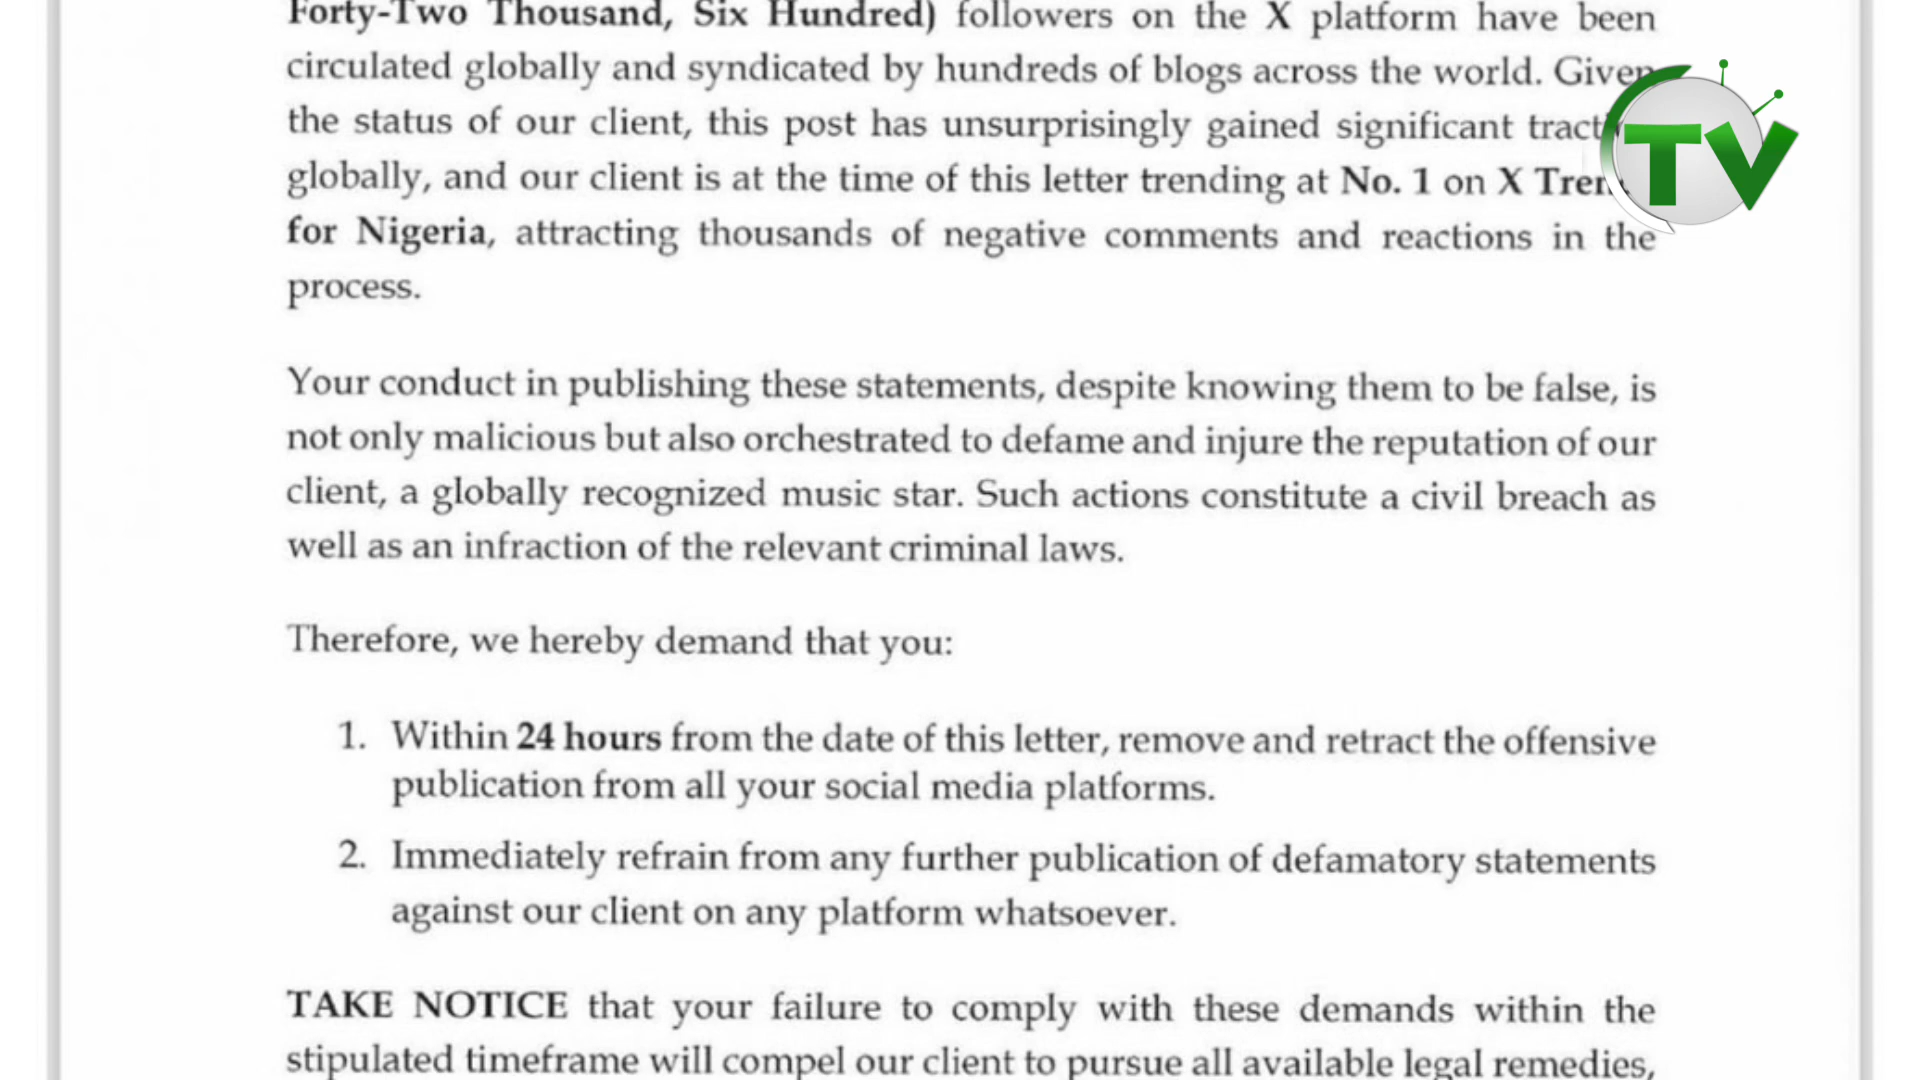 Forty-Two Thousand, Six Hundred) followers on the X platform have been
circulated globally and syndicated by hundreds of blogs across the world. Given
the status of our client, this post has unsurprisingly gained significant
globally, and our client is at the time of this letter trending at No. 1 on X
for Nigeria, attracting thousands of negative comments and reactions in the
process.
Your conduct in publishing these statements, despite knowing them to be false, is
not only malicious but also orchestrated to defame and injure the reputation of our
client, a globally recognized music star. Such actions constitute a civil breach as
well as an infraction of the relevant criminal laws.
Therefore, we hereby demand that you:
1. Within 24 hours from the date of this letter, remove and retract the offensive
publication from all your social media platforms.
2. Immediately refrain from any further publication of defamatory statements
against our client on any platform whatsoever.
TAKE NOTICE that your failure to comply with these demands within the
stipulated timeframe will compel our client to pursue all available legal remedies,
TV